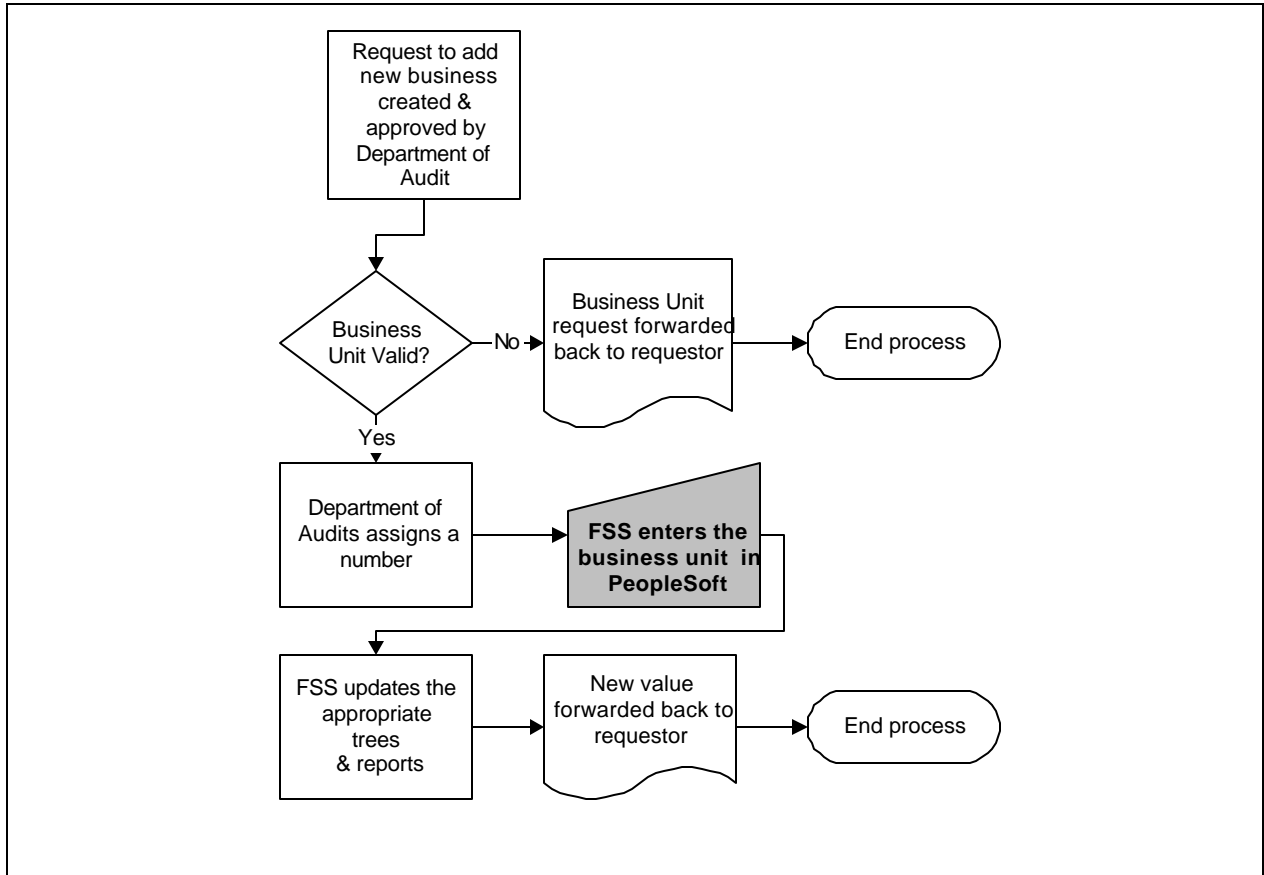 Request to add
new business
created &
approved by
Department of
Audit
Business
Unit Valid?
No
Business Unit
request forwarded
back to requestor
End process
Yes
Department of
Audits assigns a
number
FSS enters the
business unit in
PeopleSoft
FSS updates the
appropriate
trees
& reports
New value
forwarded back to
requestor
End process